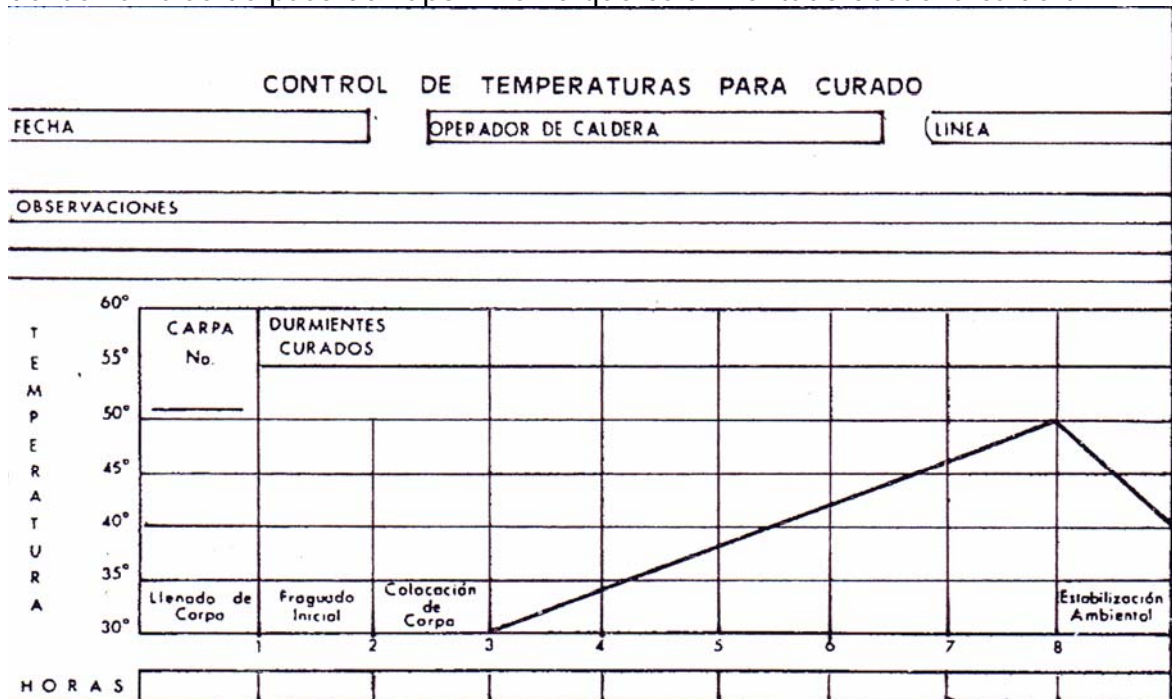 CONTROL DE TEMPERATURAS PARA CURADO
FECHA
OPERADOR DE CALDERA
LINEA
OBSERVACIONES
TEMPERATURA
60°
55°
50°
45°
40°
35°
30°
CARPA
No.
DURMIENTES
CURADOS
Llenado de
Carpa
Fraguado
Inicial
Colocación
de
Carpa
Estabilización
Ambiental
1 2 3 4 5 6 7 8
HORAS